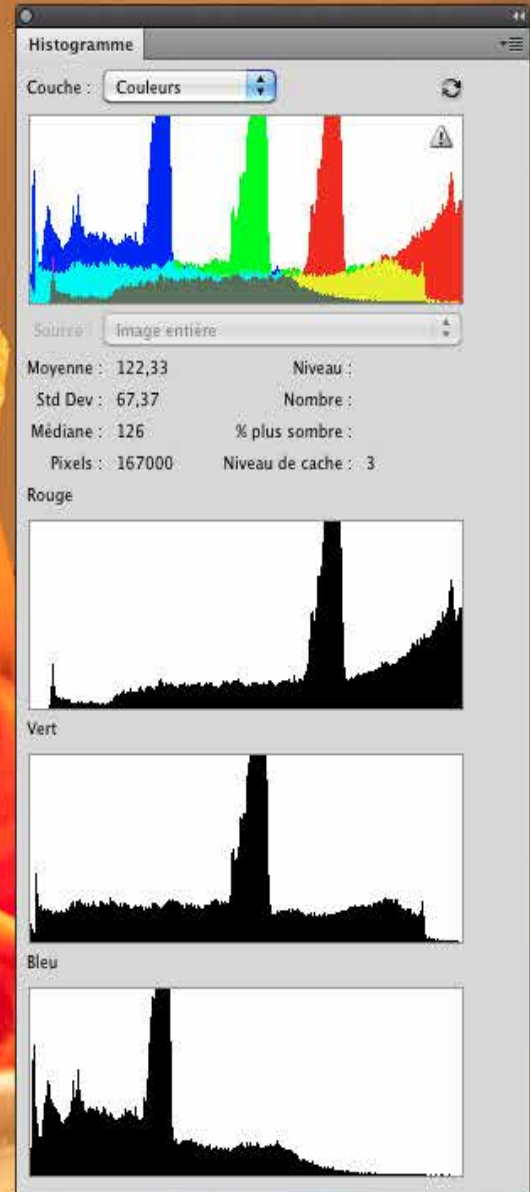 Histogramme
Couche : Couleurs
Source : Image entière
Moyenne : 122,33 Niveau :
Std Dev : 67,37 Nombre :
Médiane : 126 % plus sombre :
Pixels : 167000 Niveau de cache : 3
Rouge
Vert
Bleu